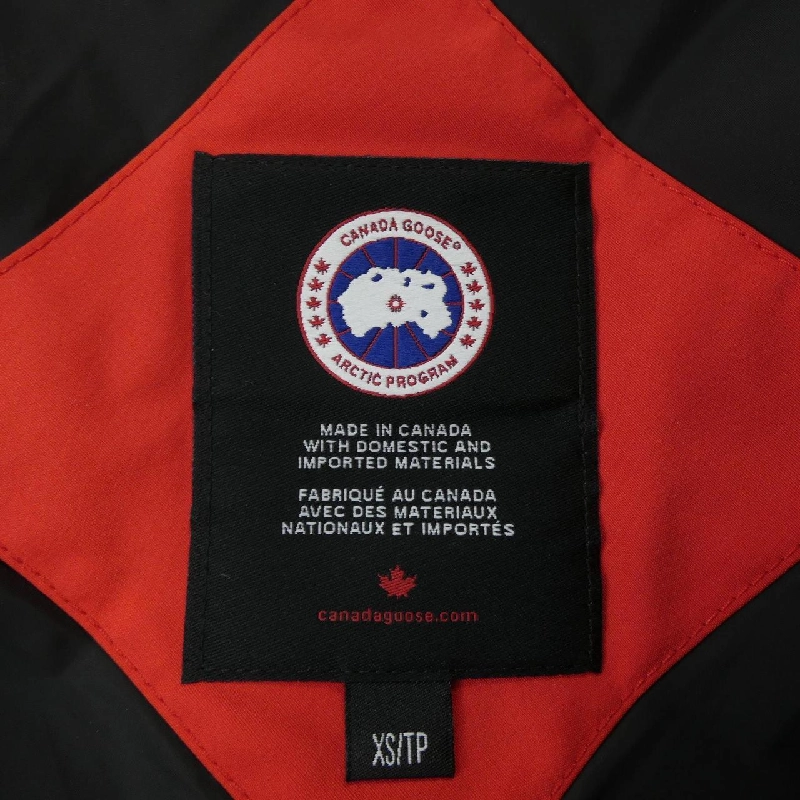 CANADA GOOSE®
ARCTIC PROGRAM
MADE IN CANADA
WITH DOMESTIC AND
IMPORTED MATERIALS
FABRIQUÉ AU CANADA
AVEC DES MATERIAUX
NATIONAUX ET IMPORTÉS
canadagoose.com
XS/TP